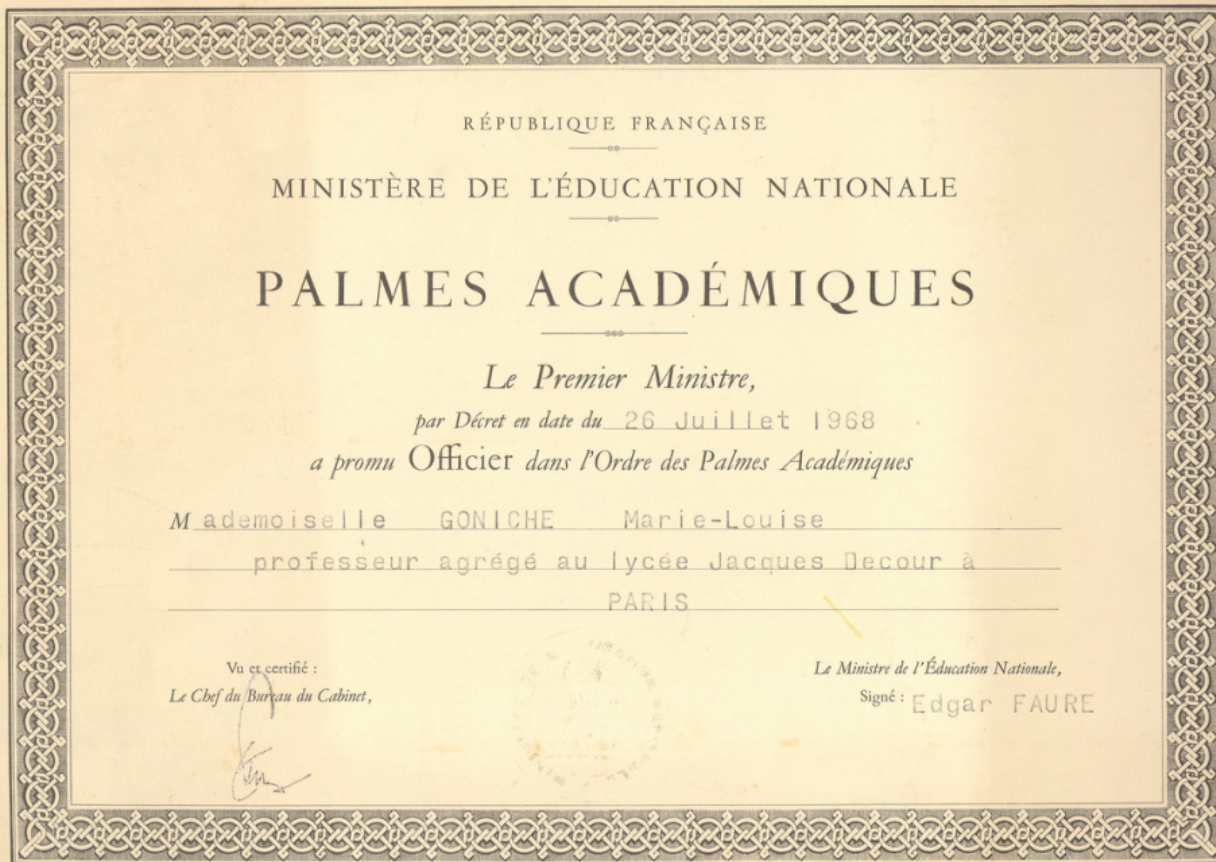 RÉPUBLIQUE FRANÇAISE
MINISTÈRE DE L'ÉDUCATION NATIONALE
PALMES ACADÉMIQUES
Le Premier Ministre,
par Décret en date du 26 Juillet 1968
a promu Officier dans l'Ordre des Palmes Académiques
M ademoiselle GONICHE Marie-Louise
professeur agrégé au lycée Jacques Decour à
PARIS
Vu et certifié :
Le Chef du Bureau du Cabinet,
Le Ministre de l'Éducation Nationale,
Signé : Edgar FAURE